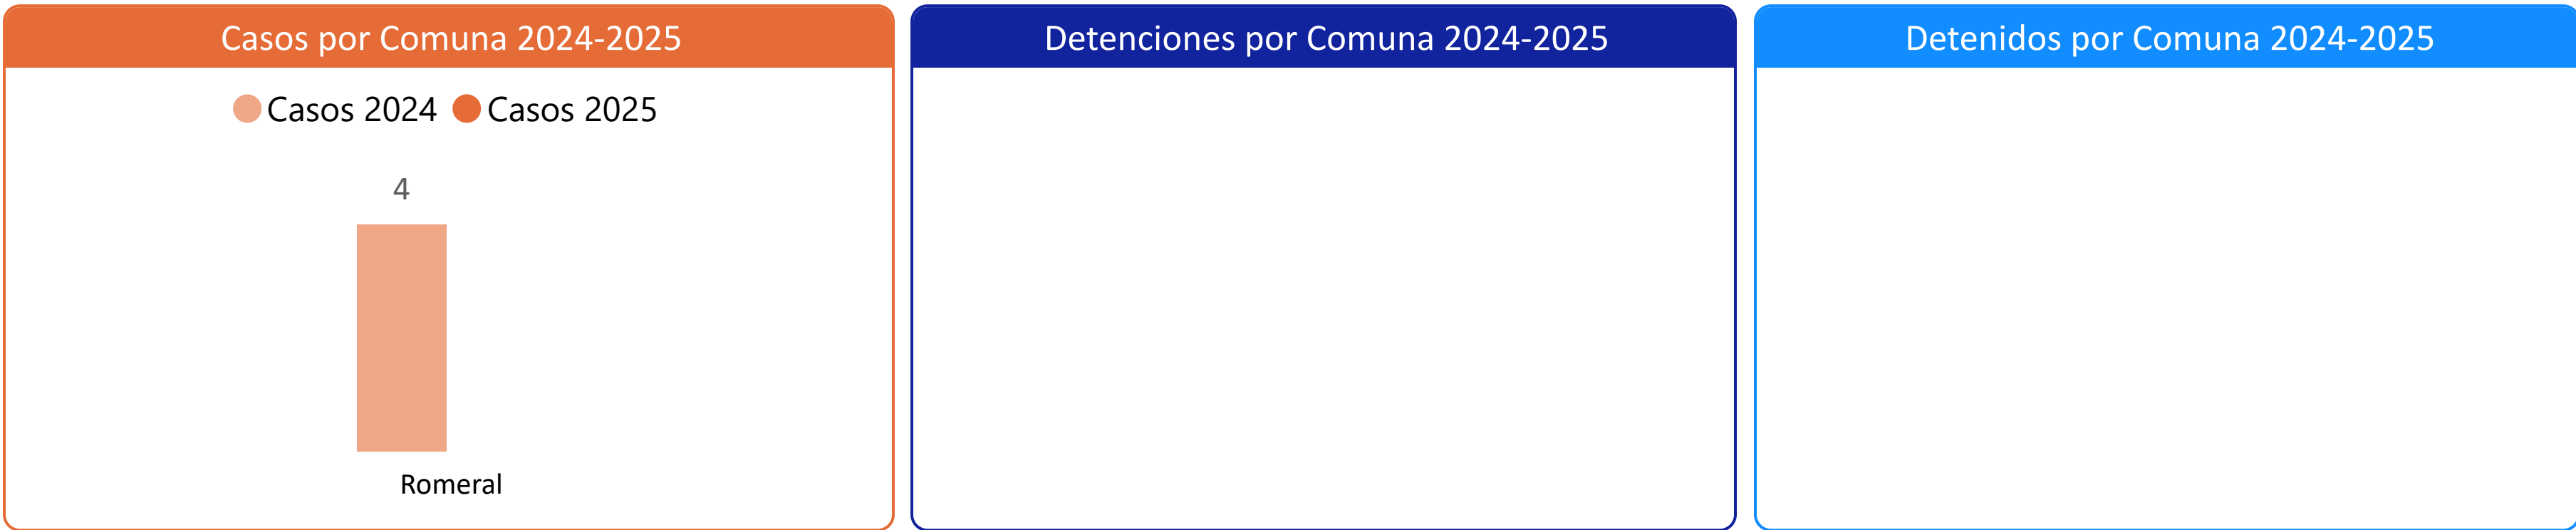 Casos por Comuna 2024-2025
Casos 2024 Casos 2025
4
Romeral
Detenciones por Comuna 2024-2025
Detenidos por Comuna 2024-2025